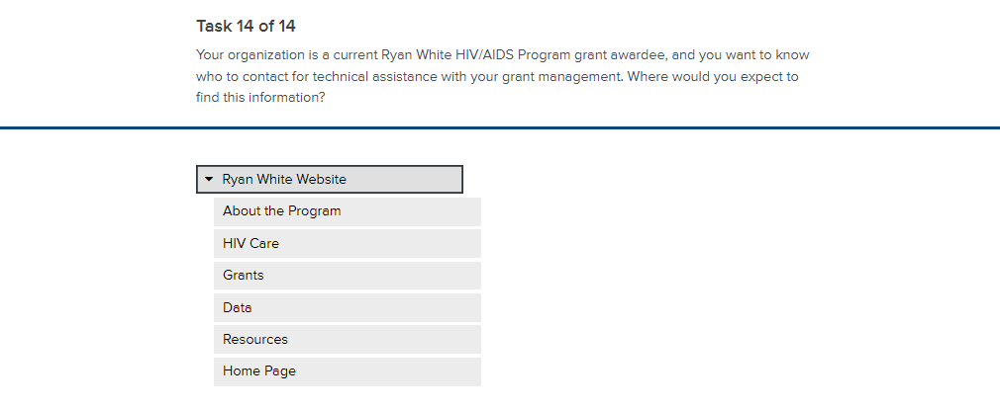 Task 14 of 14
Your organization is a current Ryan White HIV/AIDS Program grant awardee, and you want to know
who to contact for technical assistance with your grant management. Where would you expect to
find this information?
Ryan White Website
About the Program
HIV Care
Grants
Data
Resources
Home Page